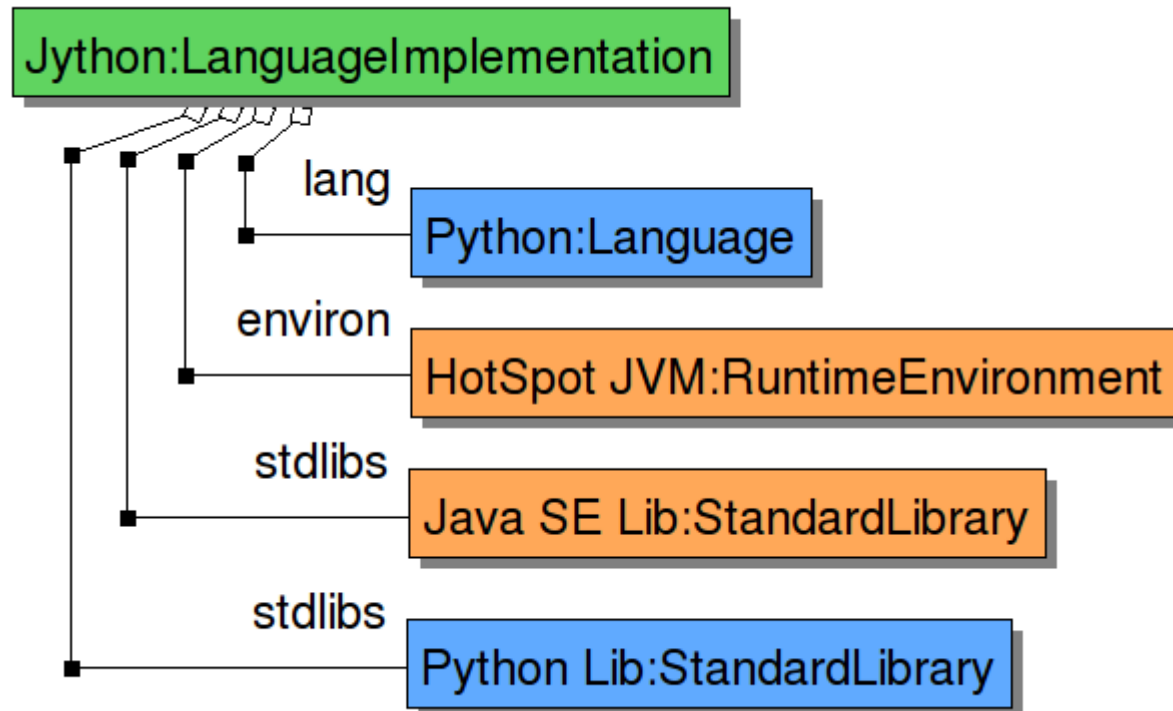 Jython:LanguageImplementation
lang
Python:Language
environ
HotSpot JVM:RuntimeEnvironment
stdlibs
Java SE Lib:StandardLibrary
stdlibs
Python Lib:StandardLibrary